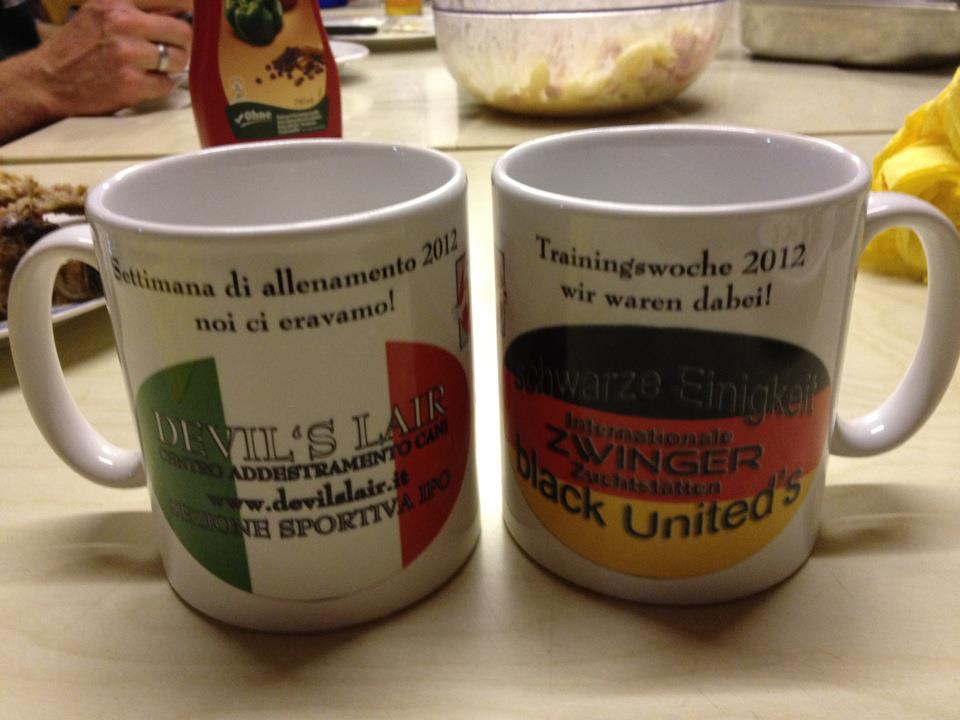 Settimana di allenamento 2012
noi ci eravamo!
DEVIL'S LAIR
CENTRO ADDESTRAMENTO CANI
www.devilslair.it
SEZIONE SPORTIVA IPO
Trainingswoche 2012
wir waren dabei!
schwarze Einigkeit
Internationale
ZWINGER
Zuchtstätten
black United's
Ohne